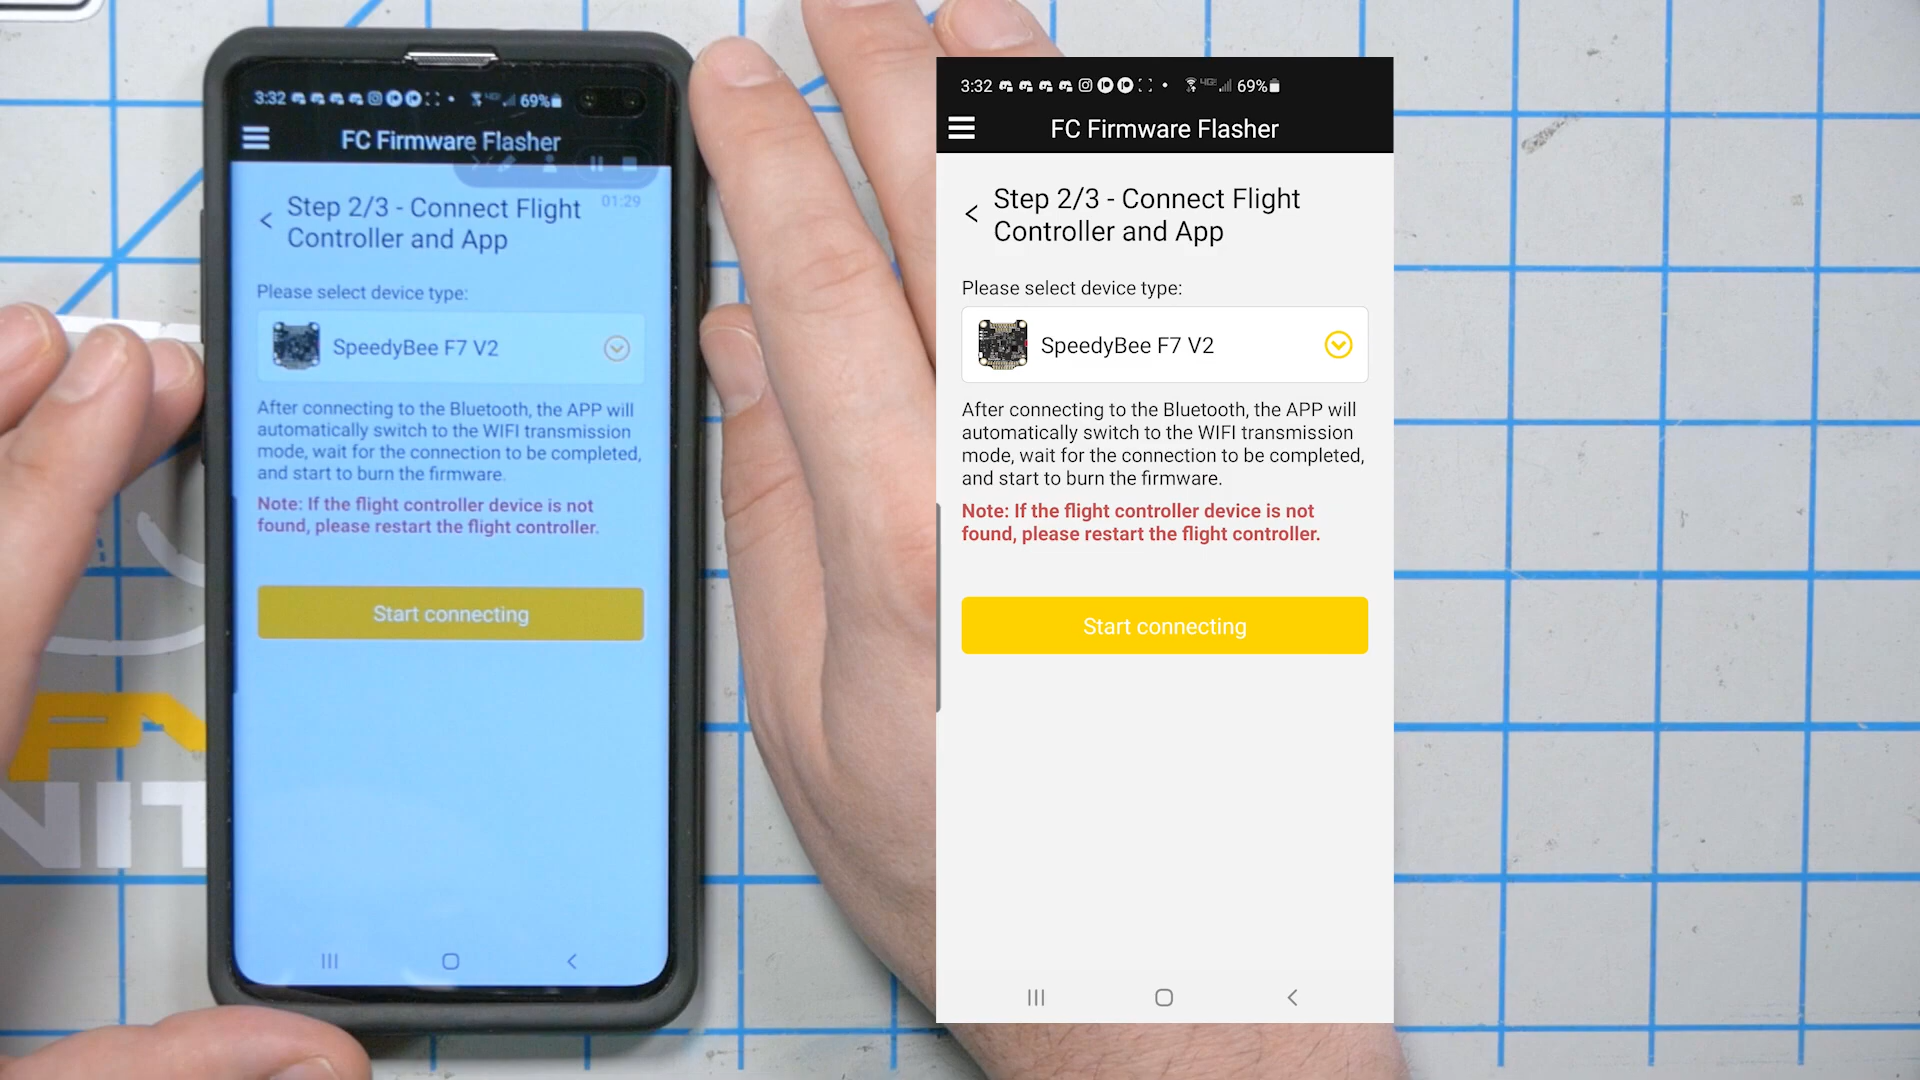 3:32
69%
FC Firmware Flasher
01:29
< Step 2/3 - Connect Flight
Controller and App
Please select device type:
SpeedyBee F7 V2
After connecting to the Bluetooth, the APP will
automatically switch to the WIFI transmission
mode, wait for the connection to be completed,
and start to burn the firmware.
Note: If the flight controller device is not
found, please restart the flight controller.
Start connecting
NIT
3:32
4G
69%
FC Firmware Flasher
< Step 2/3 - Connect Flight
Controller and App
Please select device type:
SpeedyBee F7 V2
After connecting to the Bluetooth, the APP will
automatically switch to the WIFI transmission
mode, wait for the connection to be completed,
and start to burn the firmware.
Note: If the flight controller device is not
found, please restart the flight controller.
Start connecting